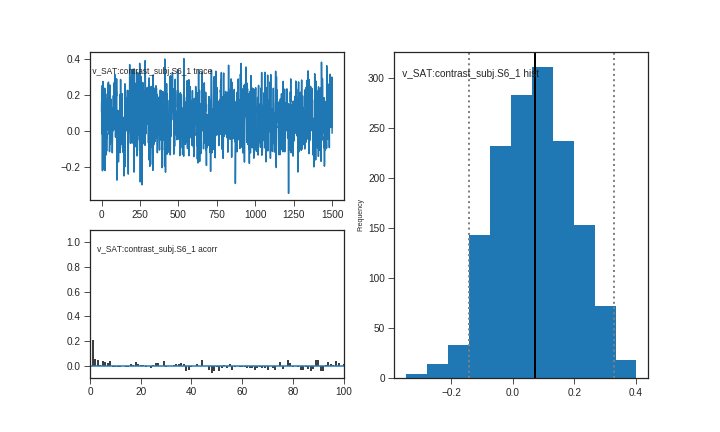 0.4
0.2
0.0
−0.2
v_SAT:contrast_subj.S6_1 trace
0 250 500 750 1000 1250 1500
1.0
0.8
0.6
0.4
0.2
0.0
v_SAT:contrast_subj.S6_1 acorr
0 20 40 60 80 100
Frequency
300
250
200
150
100
50
0
v_SAT:contrast_subj.S6_1 hist
−0.2 0.0 0.2 0.4